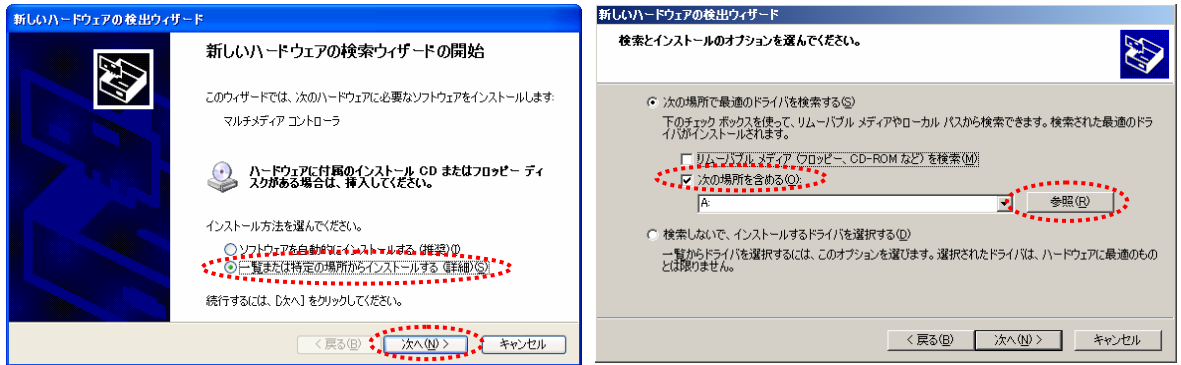 新しいハードウェアの検出ウィザード
新しいハードウェアの検索ウィザードの開始
このウィザードでは、次のハードウェアに必要なソフトウェアをインストールします:
マルチメディア コントローラ
ハードウェアに付属のインストール CD またはフロッピー ディ
スクがある場合は、挿入してください。
インストール方法を選んでください。
ソフトウェアを自動的にインストールする (推奨)(I)
一覧または特定の場所からインストールする (詳細)(S)
続行するには、[次へ] をクリックしてください。
< 戻る(B)
次へ(N) >
キャンセル
新しいハードウェアの検出ウィザード
検索とインストールのオプションを選んでください。
次の場所で最適のドライバを検索する(S)
下のチェック ボックスを使って、リムーバブル メディアやローカル パスから検索できます。検索された最適のドラ
イバがインストールされます。
リムーバブル メディア (フロッピー、CD-ROM など) を検索(M)
次の場所を含める(O):
A:
参照(R)
検索しないで、インストールするドライバを選択する(D)
一覧からドライバを選択するには、このオプションを選びます。選択されたドライバは、ハードウェアに最適のもの
とは限りません。
< 戻る(B)
次へ(N) >
キャンセル